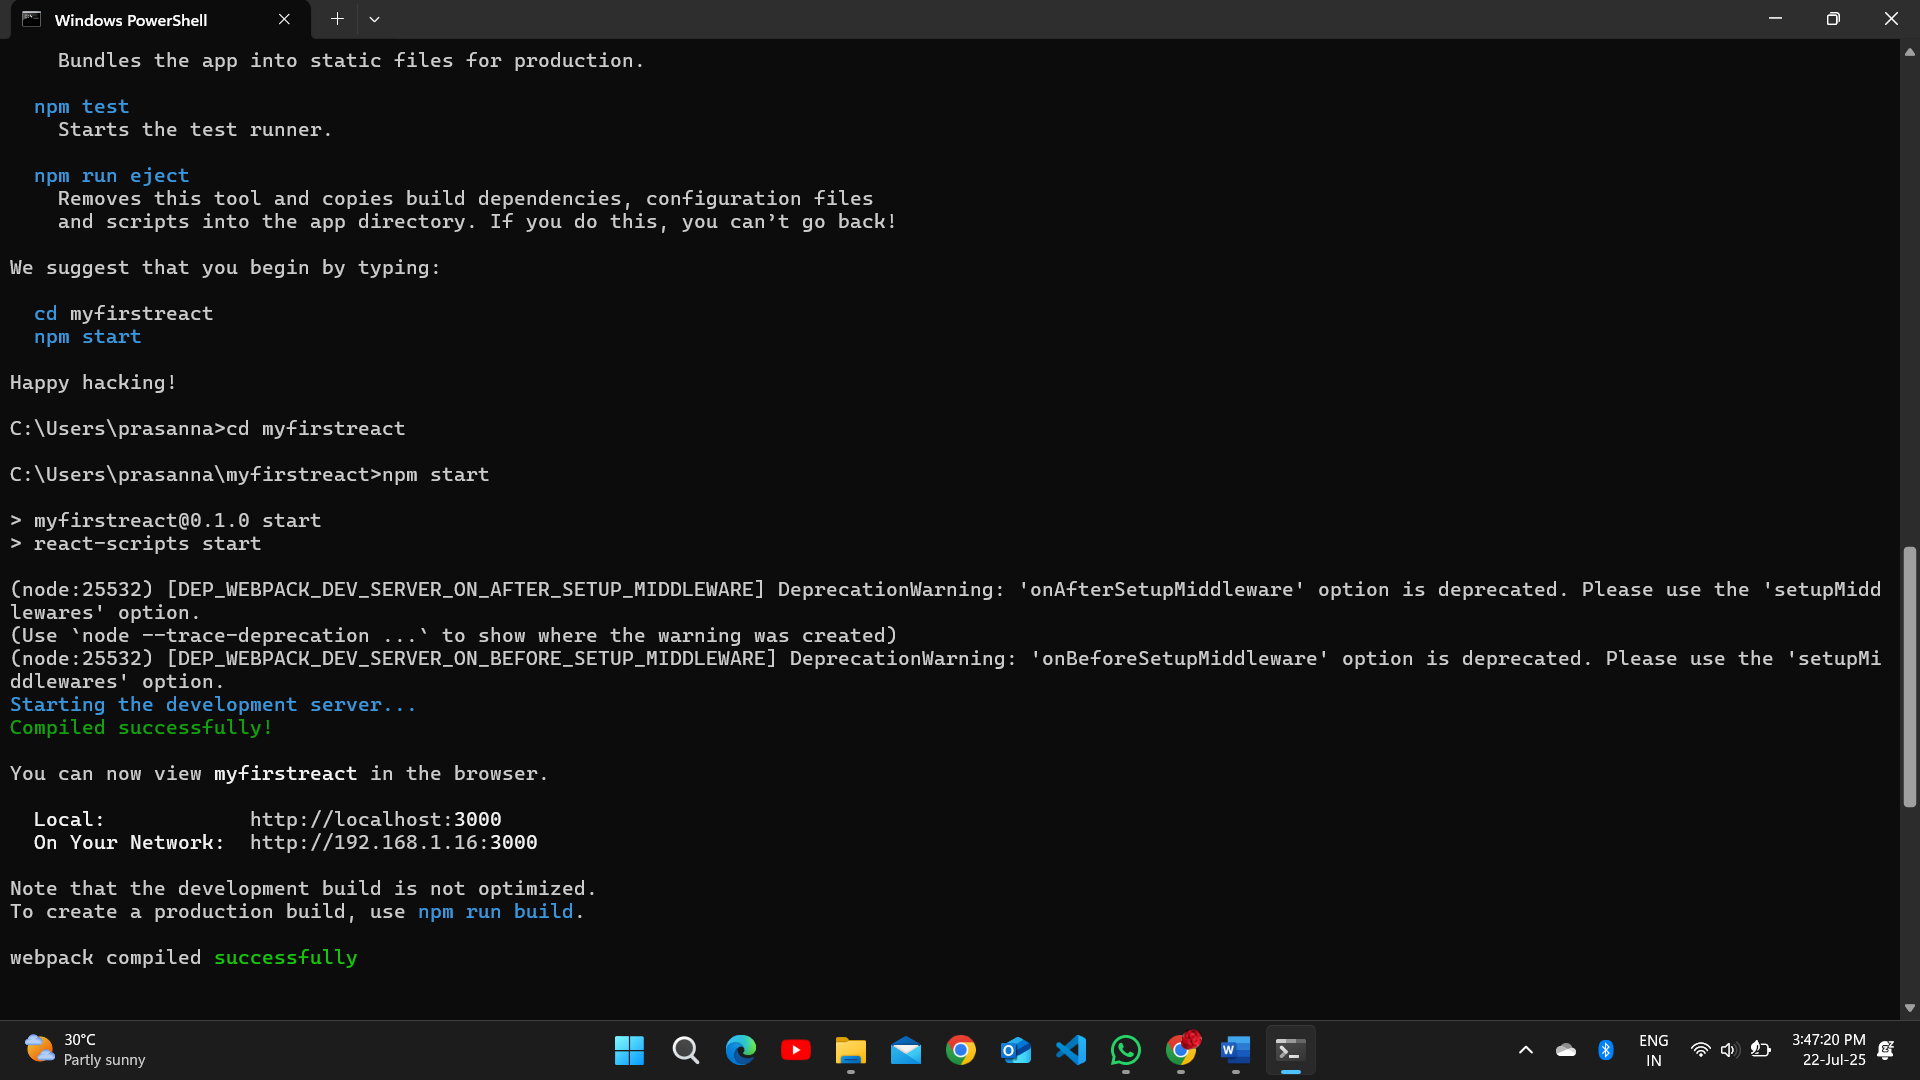 Windows PowerShell
Bundles the app into static files for production.
npm test
Starts the test runner.
npm run eject
Removes this tool and copies build dependencies, configuration files
and scripts into the app directory. If you do this, you can’t go back!
We suggest that you begin by typing:
cd myfirstreact
npm start
Happy hacking!
C:\Users\prasanna>cd myfirstreact
C:\Users\prasanna\myfirstreact>npm start
> myfirstreact@0.1.0 start
> react-scripts start
(node:25532) [DEP_WEBPACK_DEV_SERVER_ON_AFTER_SETUP_MIDDLEWARE] DeprecationWarning: 'onAfterSetupMiddleware' option is deprecated. Please use the 'setupMidd
lewares' option.
(Use `node --trace-deprecation ...` to show where the warning was created)
(node:25532) [DEP_WEBPACK_DEV_SERVER_ON_BEFORE_SETUP_MIDDLEWARE] DeprecationWarning: 'onBeforeSetupMiddleware' option is deprecated. Please use the 'setupMi
ddlewares' option.
Starting the development server...
Compiled successfully!
You can now view myfirstreact in the browser.
Local: http://localhost:3000
On Your Network: http://192.168.1.16:3000
Note that the development build is not optimized.
To create a production build, use npm run build.
webpack compiled successfully
30°C
Partly sunny
ENG
IN
3:47:20 PM
22-Jul-25